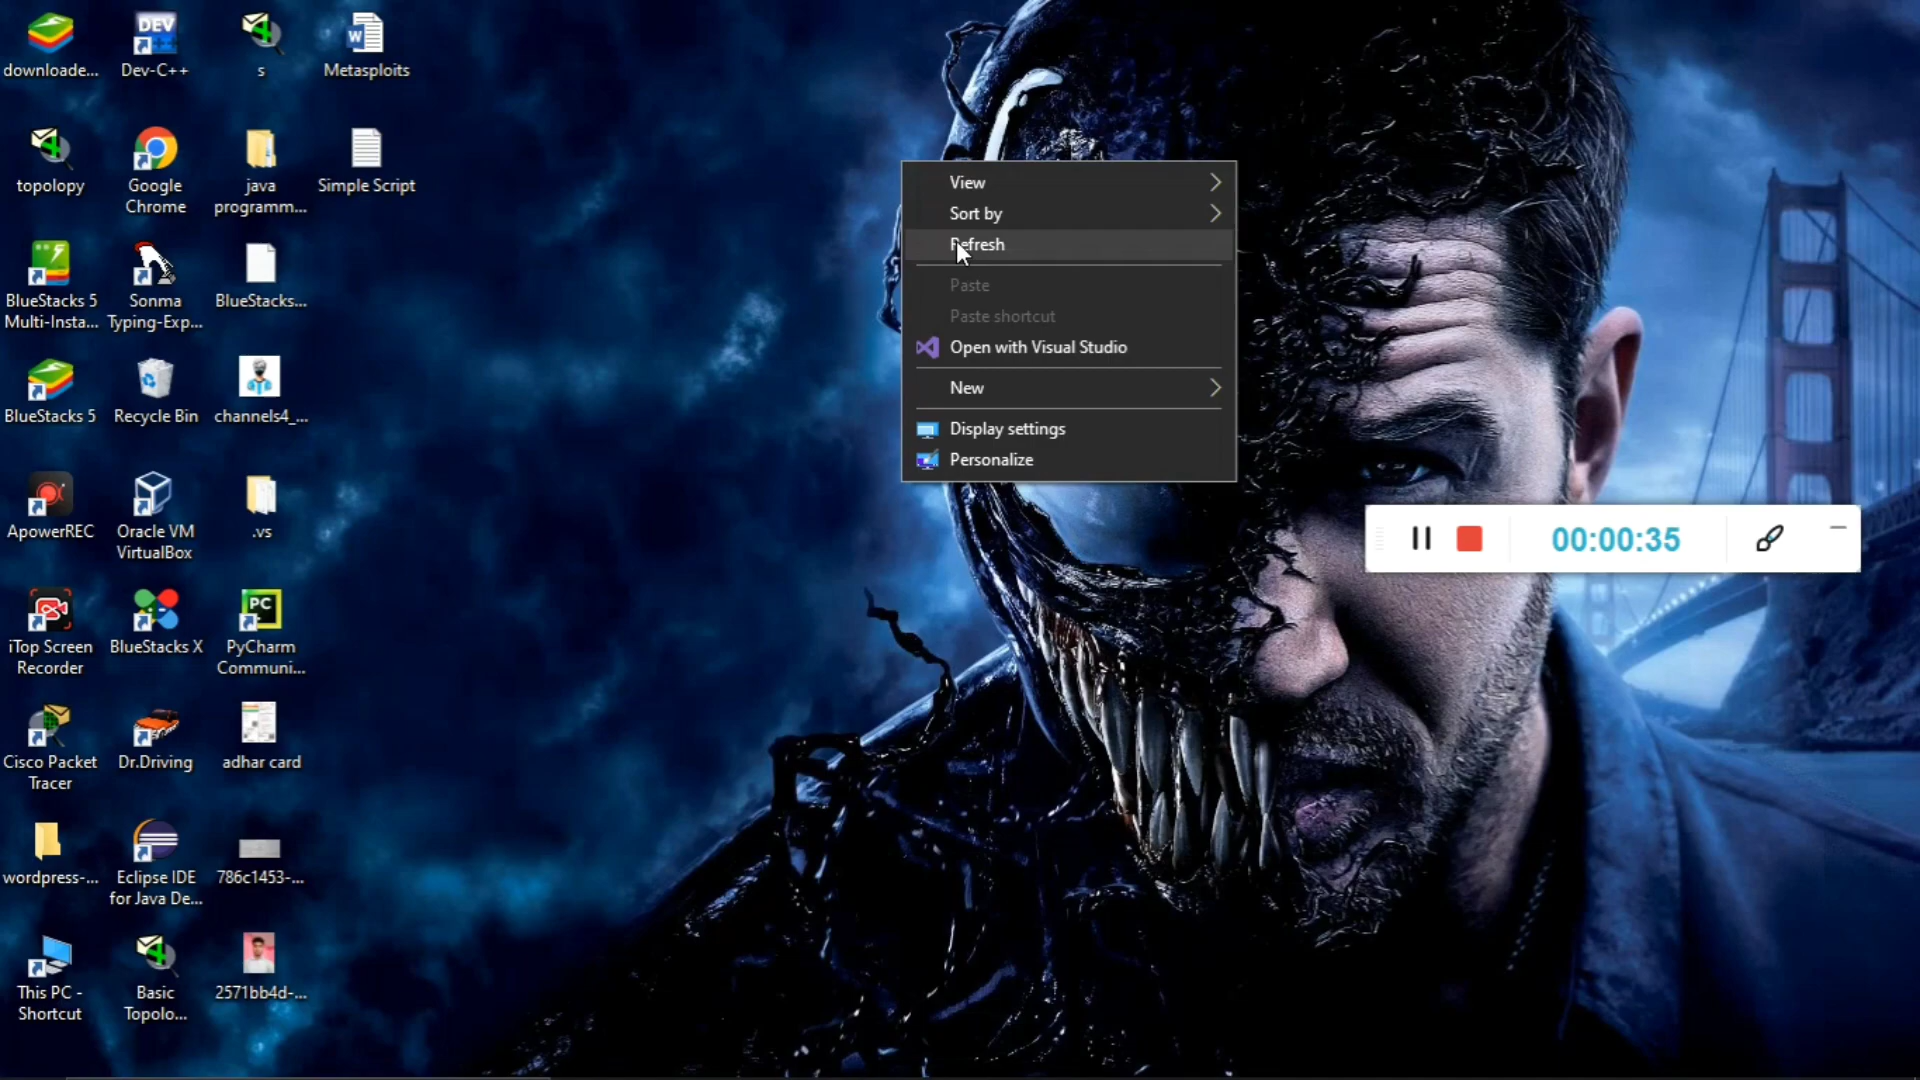 downloade...
DEV
Dev-C++
s
W
Metasploits
topolopy
Google
Chrome
java
programm...
Simple Script
BlueStacks 5
Multi-Insta...
Sonma
Typing-Exp...
BlueStacks...
BlueStacks 5
Recycle Bin
channels4_...
ApowerREC
Oracle VM
VirtualBox
.vs
iTop Screen
Recorder
BlueStacks X
PC
PyCharm
Communi...
Cisco Packet
Tracer
Dr.Driving
adhar card
wordpress-...
Eclipse IDE
for Java De...
786c1453-...
This PC -
Shortcut
Basic
Topolo...
2571bb4d-...
View
Sort by
Refresh
Paste
Paste shortcut
Open with Visual Studio
New
Display settings
Personalize
00:00:35